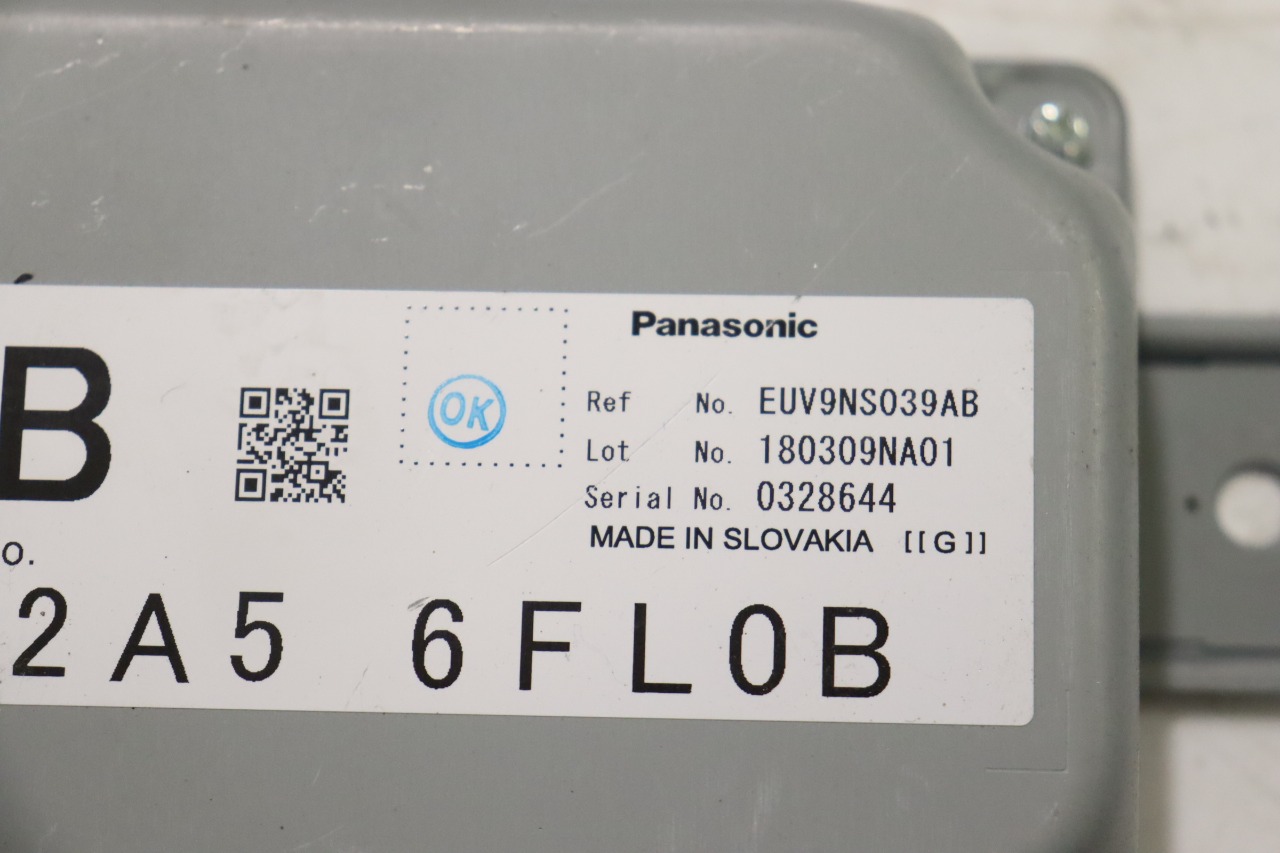 Panasonic
B
OK
Ref No. EUV9NS039AB
Lot No. 180309NA01
Serial No. 0328644
MADE IN SLOVAKIA [[G]]
o.
2A5 6FL0B